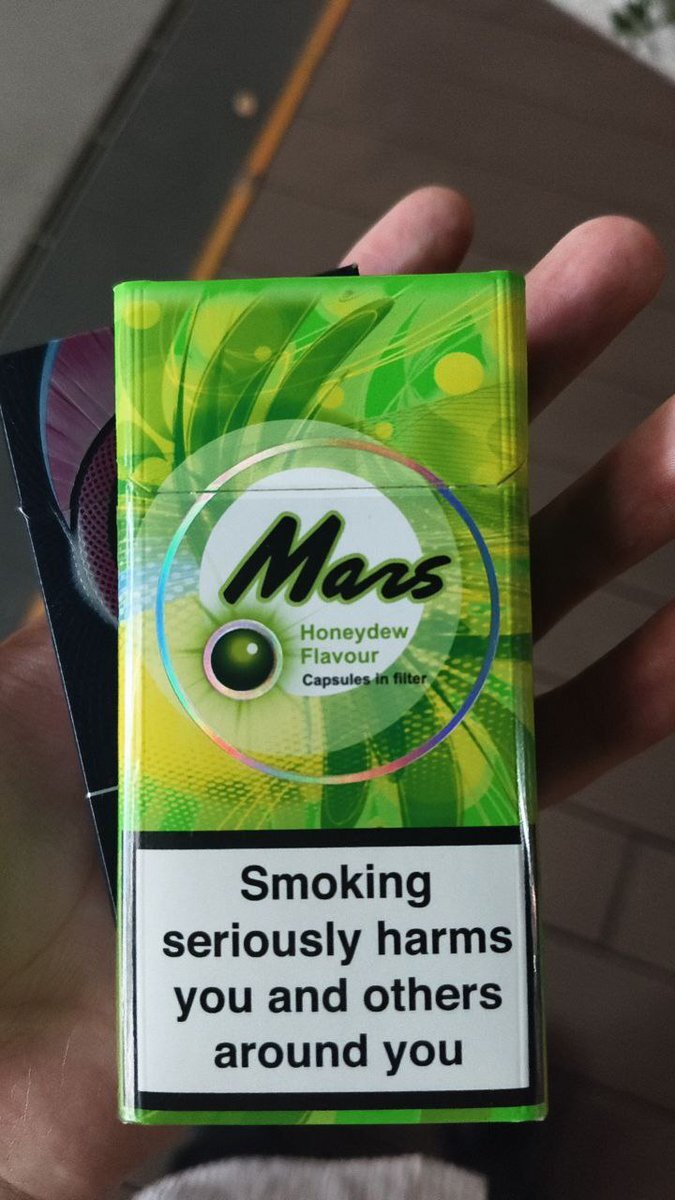 Mars
Honeydew
Flavour
Capsules in filter
Smoking
seriously harms
you and others
around you